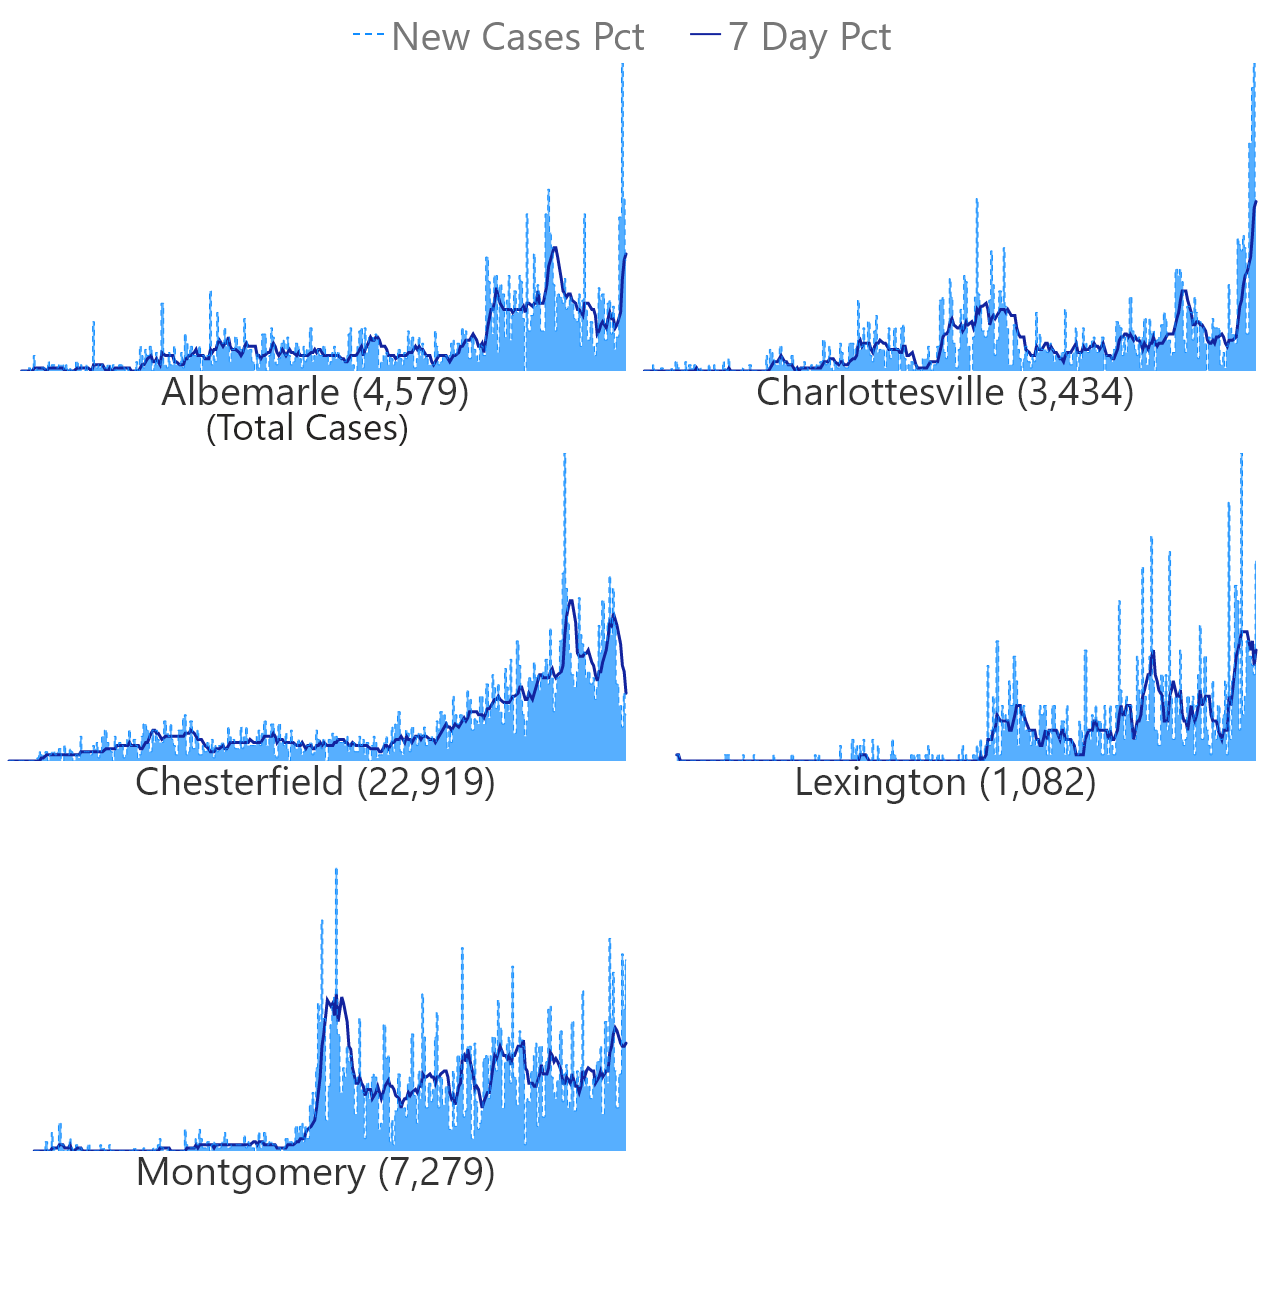 New Cases Pct 7 Day Pct
Albemarle (4,579) Charlottesville (3,434)
(Total Cases)
Chesterfield (22,919) Lexington (1,082)
Montgomery (7,279)